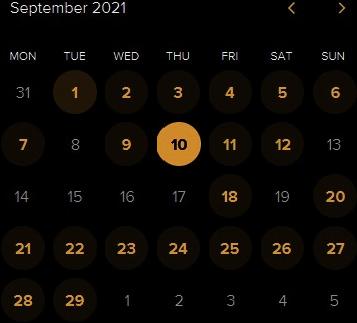 September 2021
MON TUE WED THU FRI SAT SUN
31 1 2 3 4 5 6
7 8 9 10 11 12 13
14 15 16 17 18 19 20
21 22 23 24 25 26 27
28 29 1 2 3 4 5